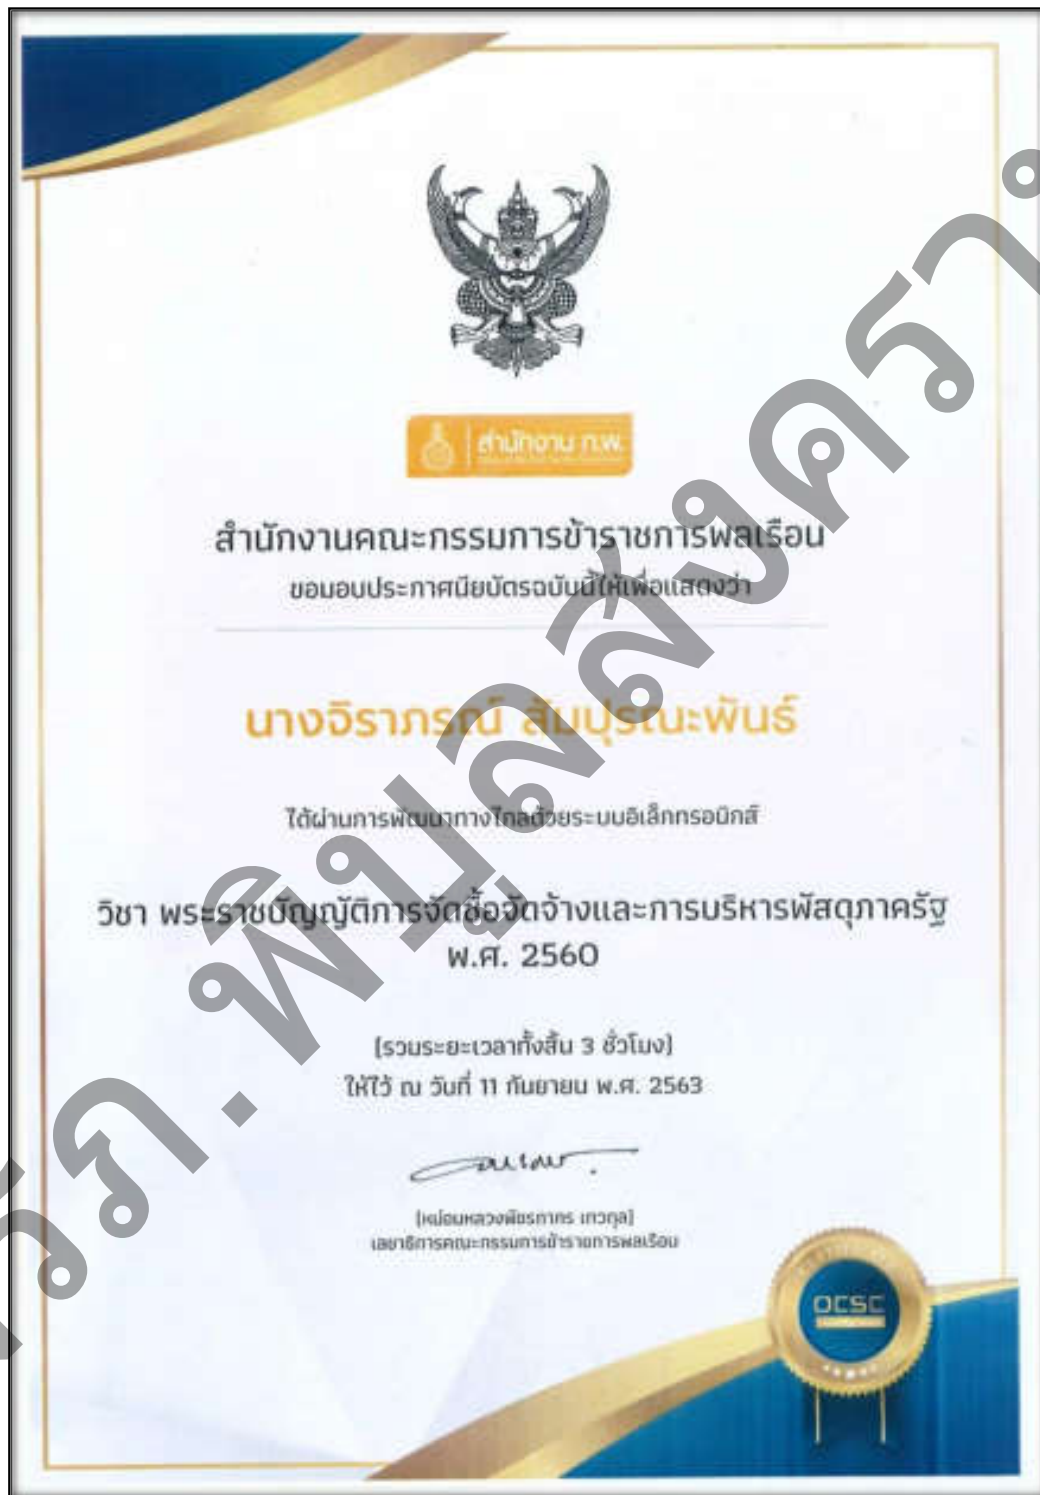 สำนักงาน ก.พ.
สำนักงานคณะกรรมการข้าราชการพลเรือน
ขอมอบประกาศนียบัตรฉบับนี้ให้เพื่อแสดงว่า
นางจิราภรณ์ สัมปุรณะพันธ์
ได้ผ่านการพัฒนาทางไกลด้วยระบบอิเล็กทรอนิกส์
วิชา พระราชบัญญัติการจัดซื้อจัดจ้างและการบริหารพัสดุภาครัฐ
พ.ศ. 2560
(รวมระยะเวลาทั้งสิ้น 3 ชั่วโมง)
ให้ไว้ ณ วันที่ 11 กันยายน พ.ศ. 2563
(หม่อมหลวงพัชรภากร เทวกุล)
เลขาธิการคณะกรรมการข้าราชการพลเรือน
OCSC
รภ.พิบูลสงคราม